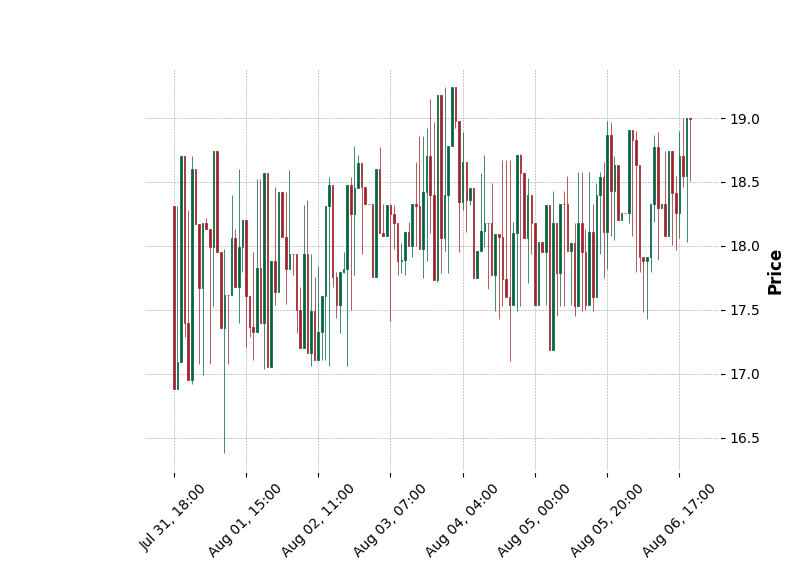 19.0
18.5
18.0
17.5
17.0
16.5
Price
Jul 31, 18:00
Aug 01, 15:00
Aug 02, 11:00
Aug 03, 07:00
Aug 04, 04:00
Aug 05, 00:00
Aug 05, 20:00
Aug 06, 17:00